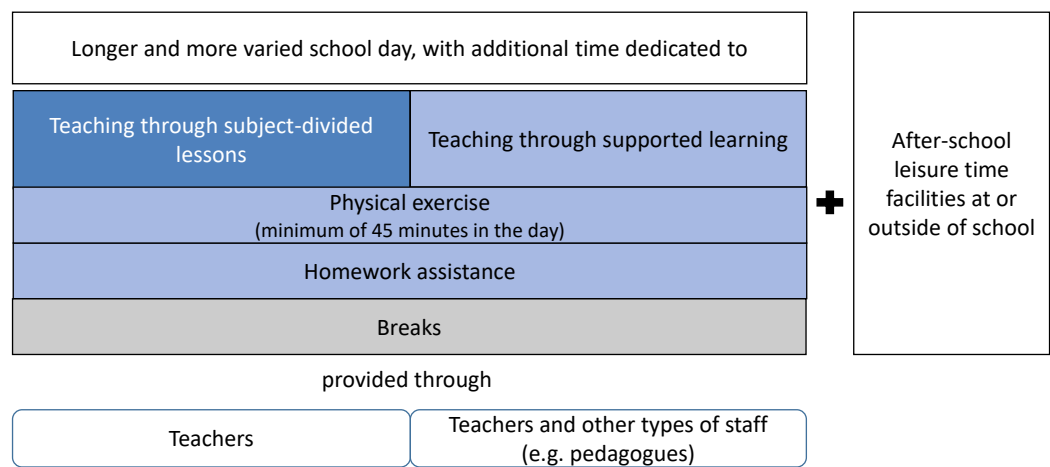 Longer and more varied school day, with additional time dedicated to
Teaching through subject-divided
lessons
Teaching through supported learning
Physical exercise
(minimum of 45 minutes in the day)
Homework assistance
Breaks
After-school
leisure time
facilities at or
outside of school
provided through
Teachers
Teachers and other types of staff
(e.g. pedagogues)